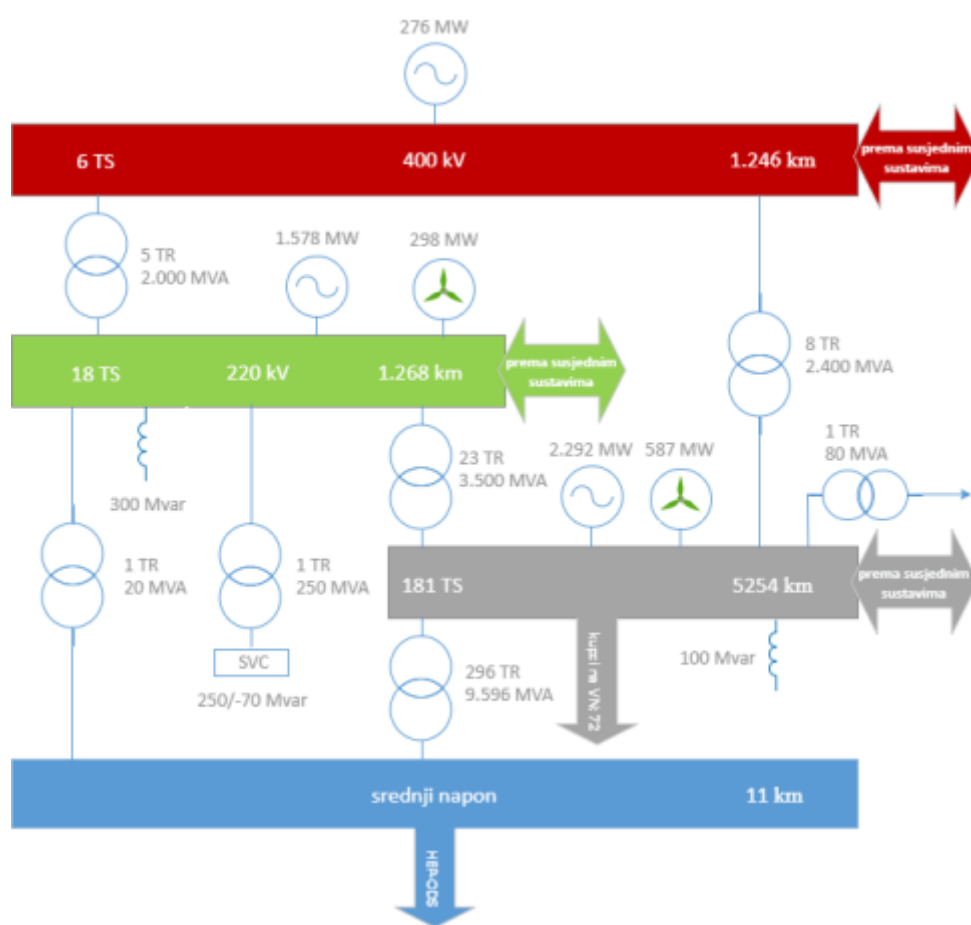 276 MW
6 TS 400 kV 1.246 km
prema susjednim
sustavima
5 TR
2.000 MVA
1.578 MW
298 MW
8 TR
2.400 MVA
18 TS 220 kV 1.268 km
prema susjednim
sustavima
1 TR
80 MVA
23 TR
3.500 MVA
2.292 MW
587 MW
300 Mvar
1 TR
20 MVA
1 TR
250 MVA
181 TS 5254 km
prema susjednim
sustavima
SVC
250/-70 Mvar
296 TR
9.596 MVA
kupci na VN: 72
100 Mvar
srednji napon 11 km
HEP-ODS